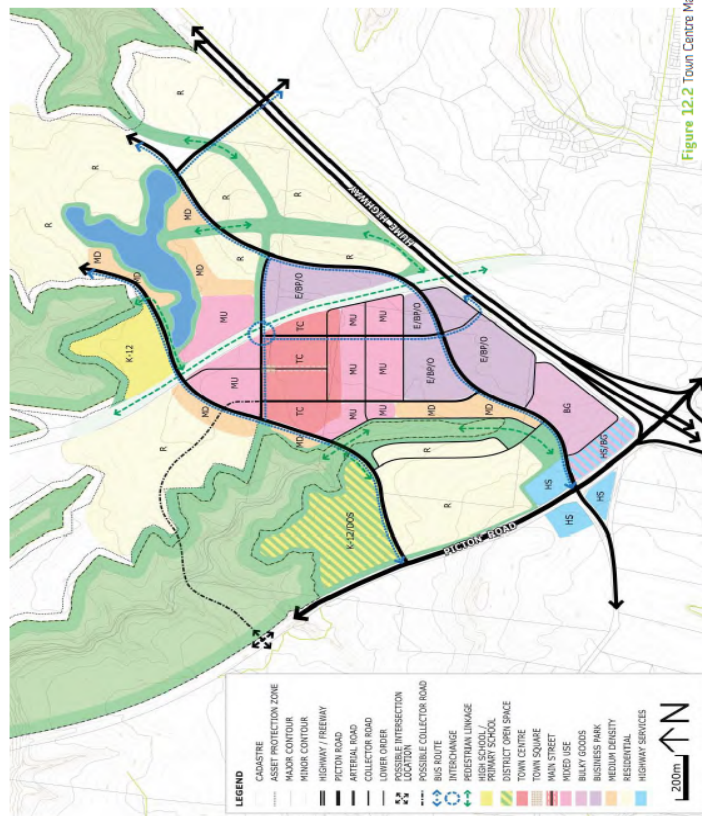 LEGEND
CADASTRE
ASSET PROTECTION ZONE
MAJOR CONTOUR
MINOR CONTOUR
HIGHWAY / FREEWAY
PICTON ROAD
ARTERIAL ROAD
COLLECTOR ROAD
LOWER ORDER
POSSIBLE INTERSECTION
LOCATION
POSSIBLE COLLECTOR ROAD
BUS ROUTE
INTERCHANGE
PEDESTRIAN LINKAGE
HIGH SCHOOL /
PRIMARY SCHOOL
DISTRICT OPEN SPACE
TOWN CENTRE
TOWN SQUARE
MAIN STREET
MIXED USE
BULKY GOODS
BUSINESS PARK
MEDIUM DENSITY
RESIDENTIAL
HIGHWAY SERVICES
200m
N
R
MD
MD
K-12
R
R
R
MD
R
R
R
R
MU
E/BP/O
MU
MD
TC
TC
TC
MD
MU
MU
MU
MU
MU
MU
E/BP/O
E/BP/O
E/BP/O
MD
MD
R
R
K-12/DOS
BG
HS/BG
HS
HS
HS
PICTON ROAD
HUME HIGHWAY
Figure 12.2 Town Centre Ma